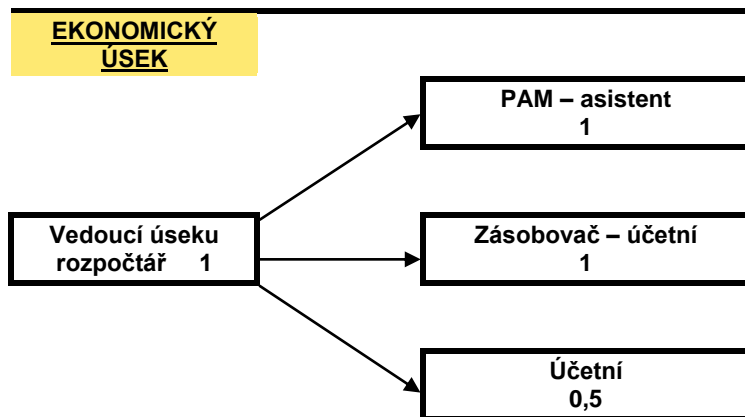 EKONOMICKÝ
ÚSEK
PAM – asistent
1
Vedoucí úseku
rozpočtář 1
Zásobovač – účetní
1
Účetní
0,5